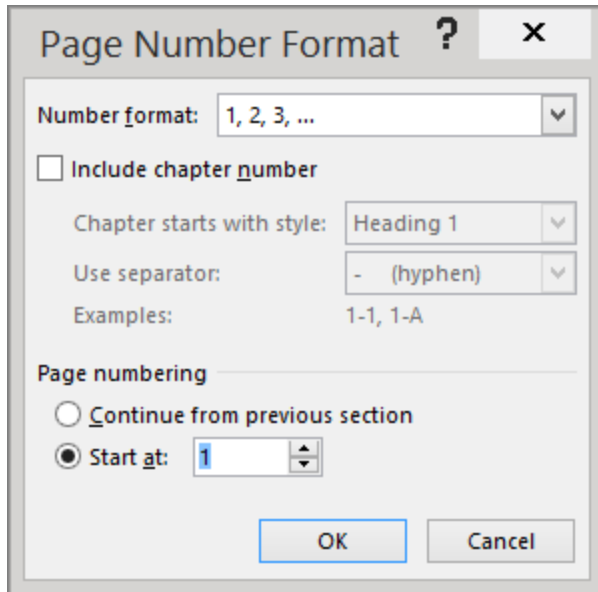 Page Number Format ? x
Number format: 1, 2, 3, ...
Include chapter number
Chapter starts with style: Heading 1
Use separator: - (hyphen)
Examples: 1-1, 1-A
Page numbering
Continue from previous section
Start at: 1
OK Cancel